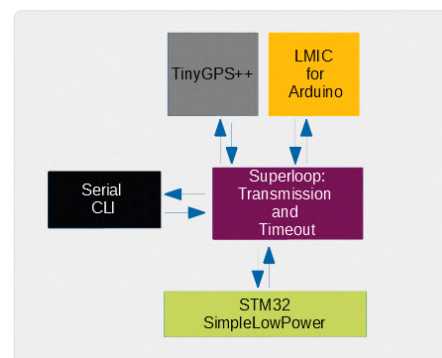 TinyGPS++
LMIC
for
Arduino
Serial
CLI
Superloop:
Transmission
and
Timeout
STM32
SimpleLowPower